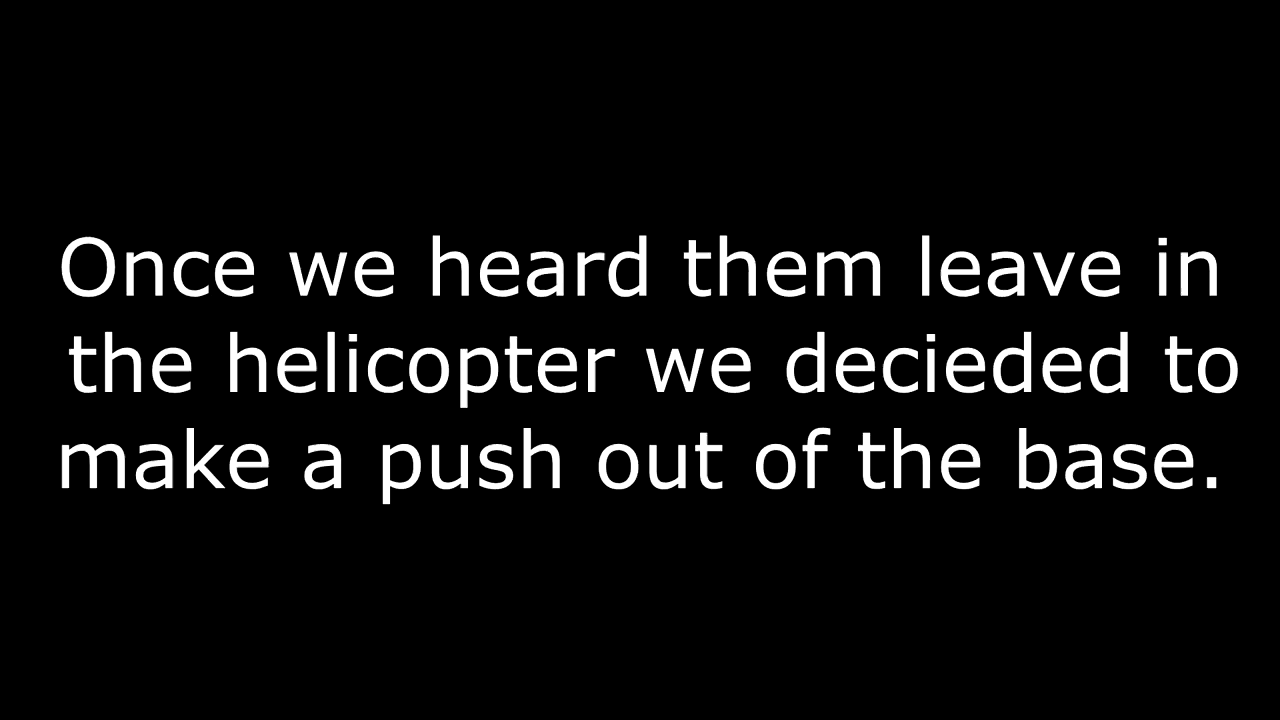 Once we heard them leave in
the helicopter we decieded to
make a push out of the base.